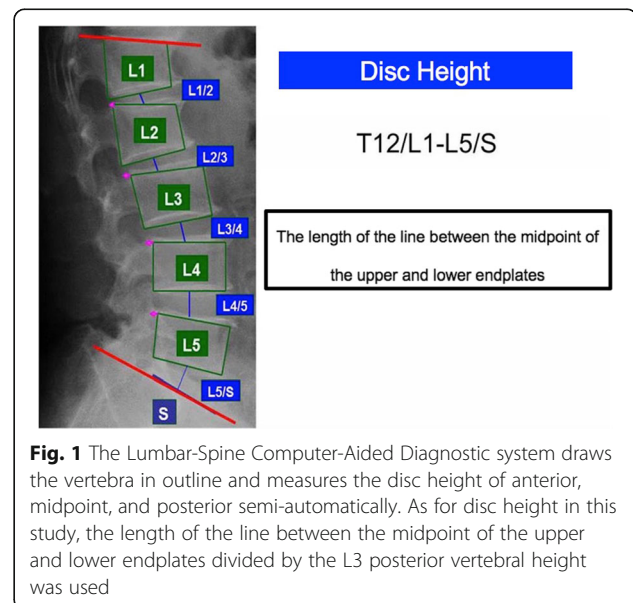 L1
L1/2
L2
L2/3
L3
L3/4
L4
L4/5
L5
L5/S
S
Disc Height
T12/L1-L5/S
The length of the line between the midpoint of
the upper and lower endplates
Fig. 1 The Lumbar-Spine Computer-Aided Diagnostic system draws
the vertebra in outline and measures the disc height of anterior,
midpoint, and posterior semi-automatically. As for disc height in this
study, the length of the line between the midpoint of the upper
and lower endplates divided by the L3 posterior vertebral height
was used